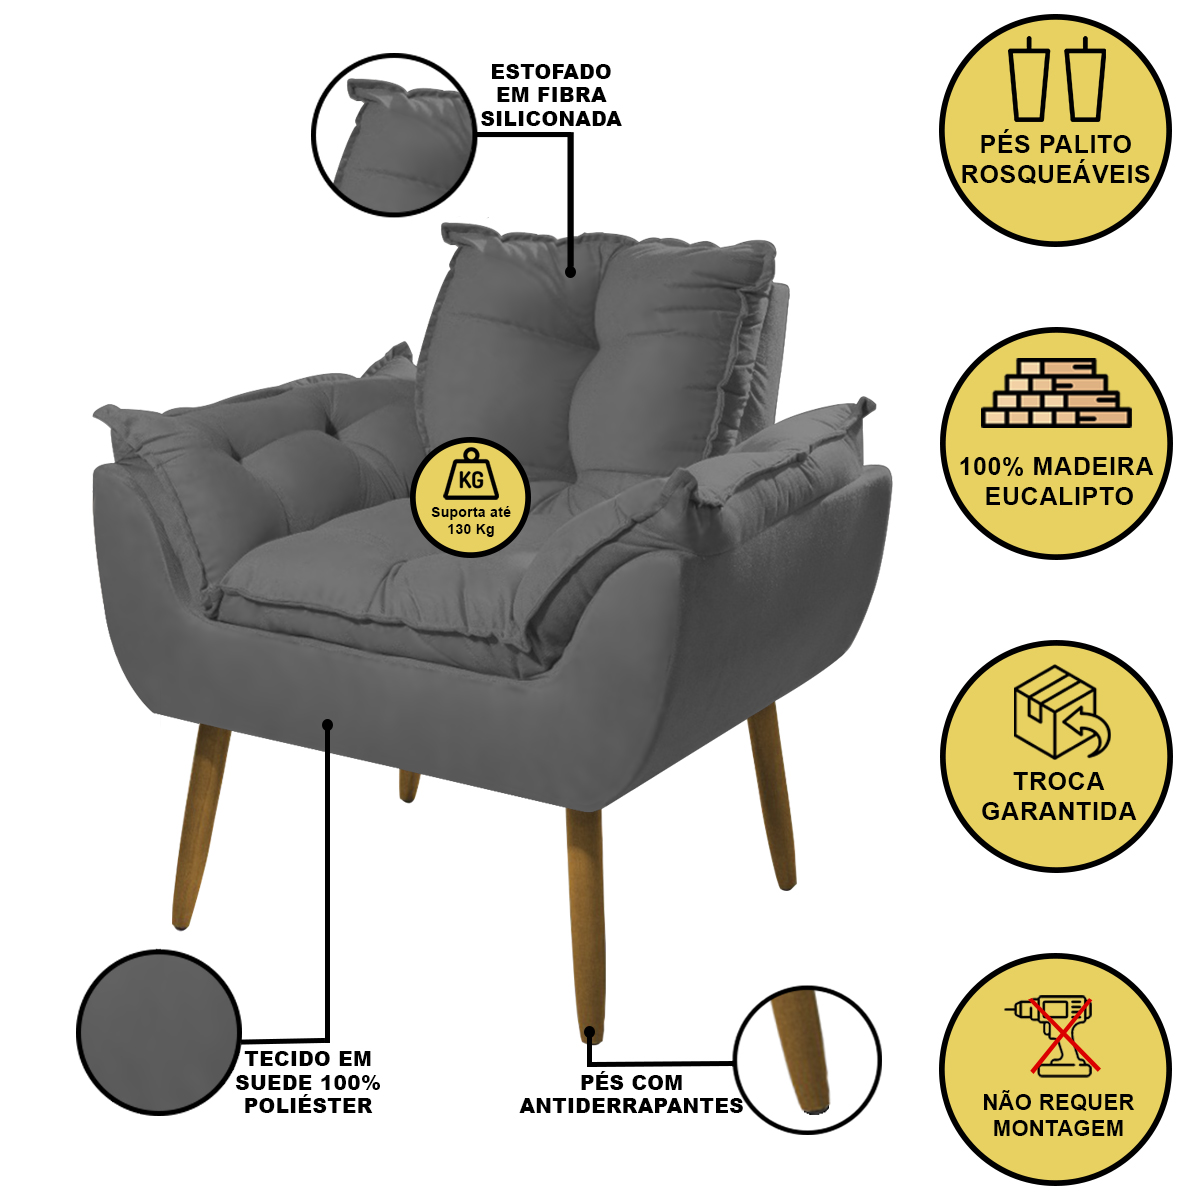 ESTOFADO
EM FIBRA
SILICONADA
PÉS PALITO
ROSQUEÁVEIS
100% MADEIRA
EUCALIPTO
KG
Suporta até
130 Kg
TROCA
GARANTIDA
TECIDO EM
SUEDE 100%
POLIÉSTER
PÉS COM
ANTIDERRAPANTES
NÃO REQUER
MONTAGEM